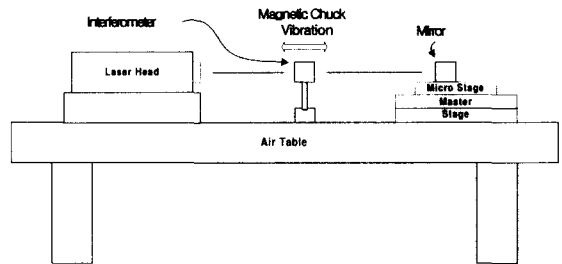 Magnetic Chuck
Vibration
Interferometer
Mirror
Laser Head
Micro Stage
Master
Stage
Air Table